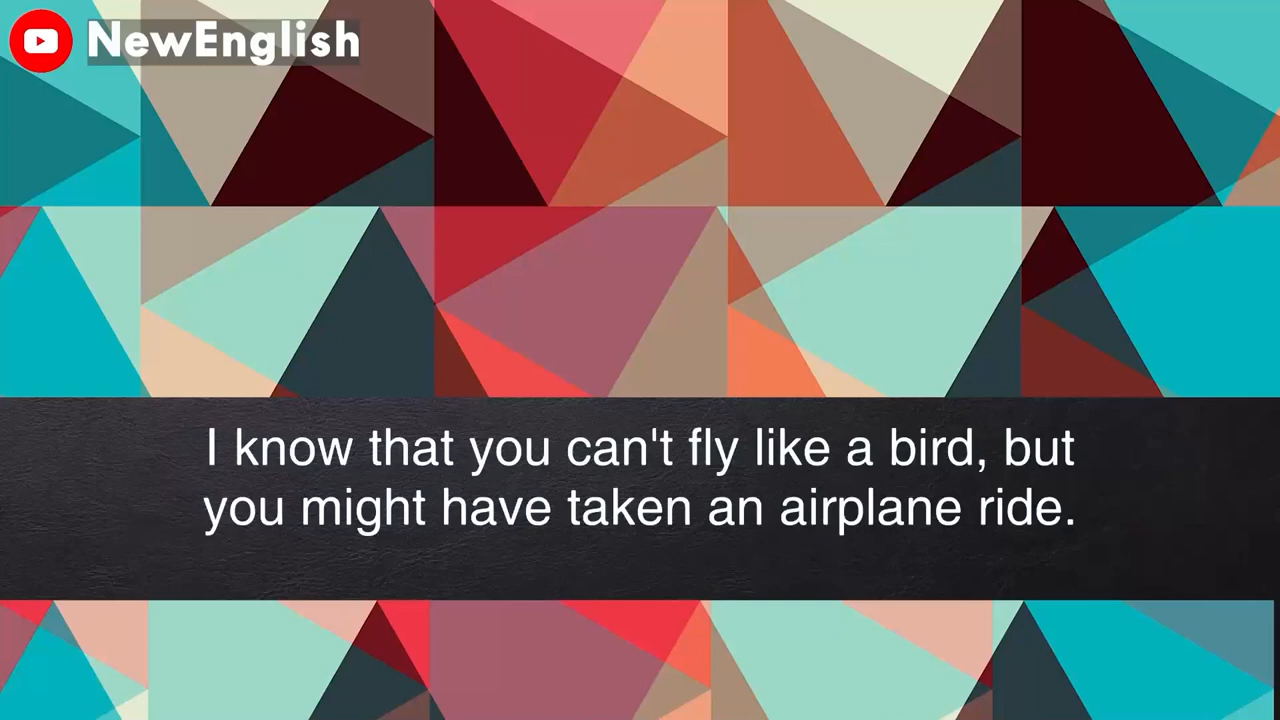 NewEnglish
I know that you can't fly like a bird, but
you might have taken an airplane ride.